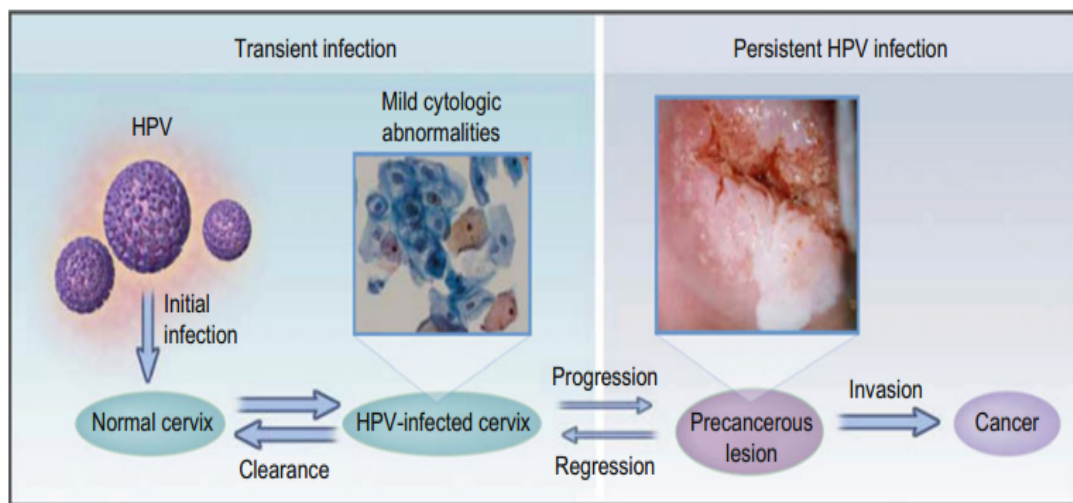 Transient infection
Persistent HPV infection
HPV
Mild cytologic
abnormalities
Initial
infection
Normal cervix
Clearance
HPV-infected cervix
Progression
Regression
Precancerous
lesion
Invasion
Cancer